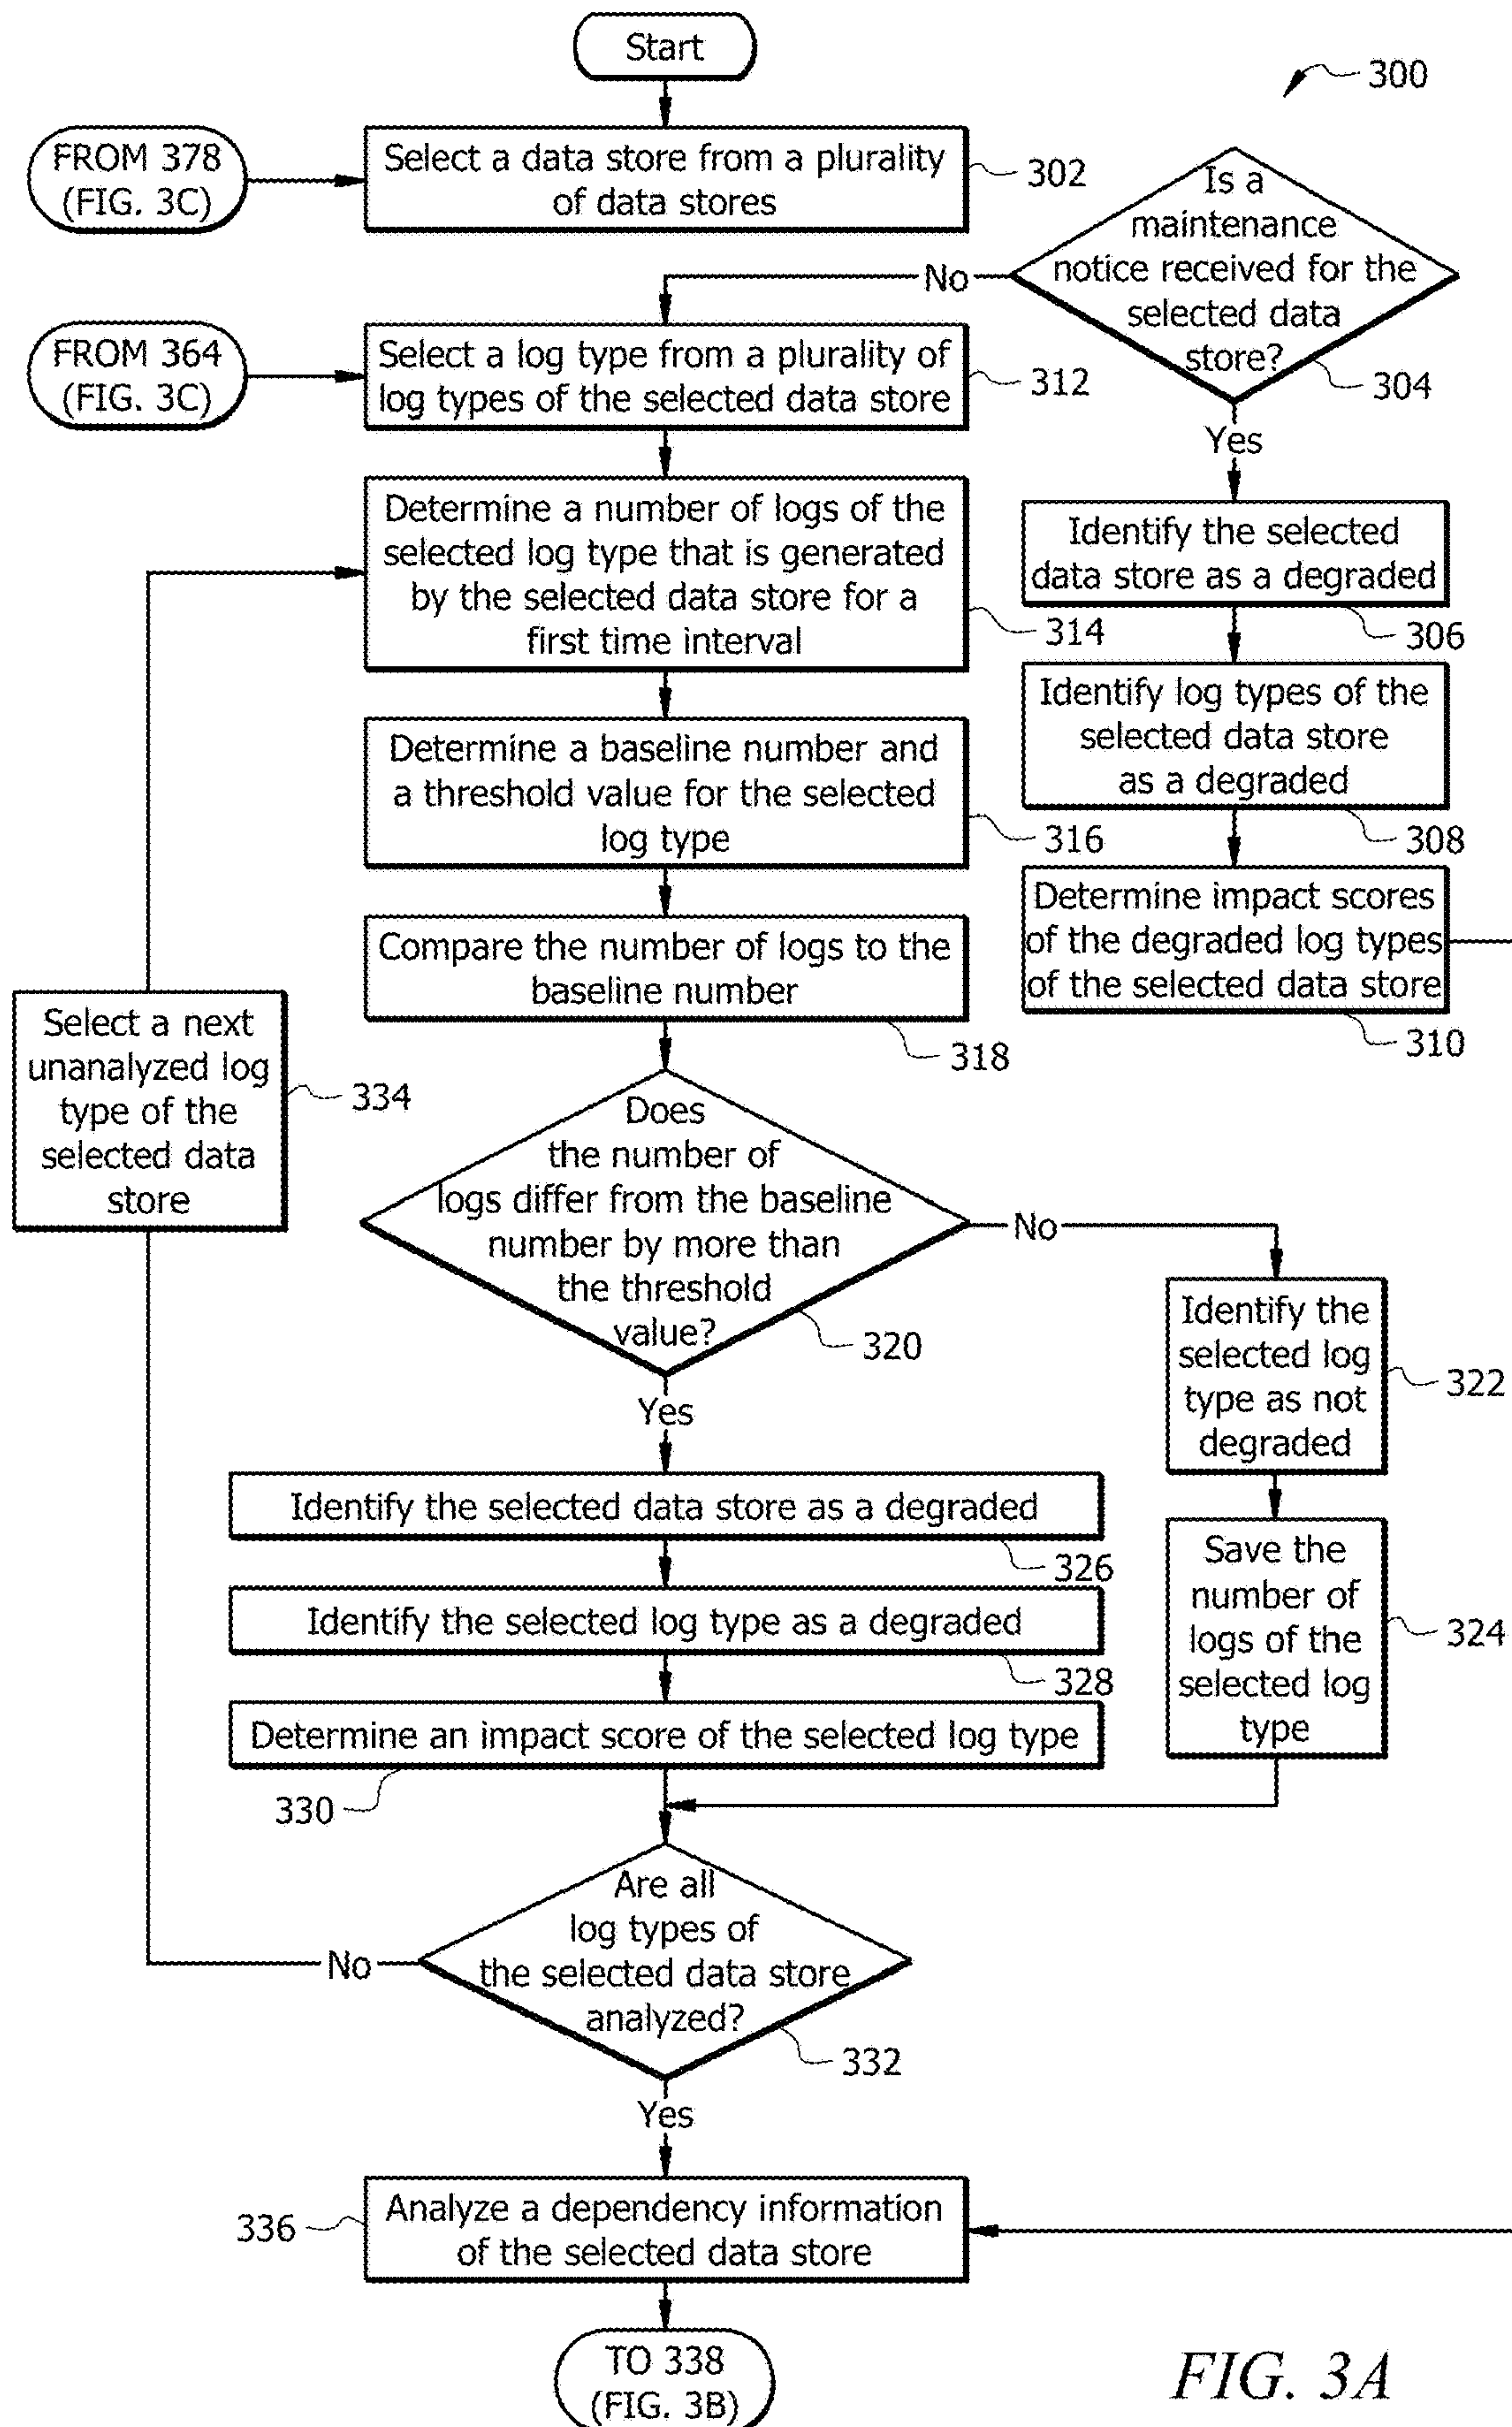 Start
300
FROM 378
(FIG. 3C)
Select a data store from a plurality
of data stores
302
Is a
maintenance
notice received for the
selected data
store?
304
No
Yes
FROM 364
(FIG. 3C)
Select a log type from a plurality of
log types of the selected data store
312
Identify the selected
data store as a degraded
306
Identify log types of the
selected data store
as a degraded
308
Determine impact scores
of the degraded log types
of the selected data store
310
Determine a number of logs of the
selected log type that is generated
by the selected data store for a
first time interval
314
Determine a baseline number and
a threshold value for the selected
log type
316
Compare the number of logs to the
baseline number
318
Select a next
unanalyzed log
type of the
selected data
store
334
Does
the number of
logs differ from the baseline
number by more than
the threshold
value?
320
No
Yes
Identify the
selected log
type as not
degraded
322
Save the
number of
logs of the
selected log
type
324
Identify the selected data store as a degraded
326
Identify the selected log type as a degraded
328
Determine an impact score of the selected log type
330
Are all
log types of
the selected data store
analyzed?
332
No
Yes
Analyze a dependency information
of the selected data store
336
TO 338
(FIG. 3B)
FIG. 3A